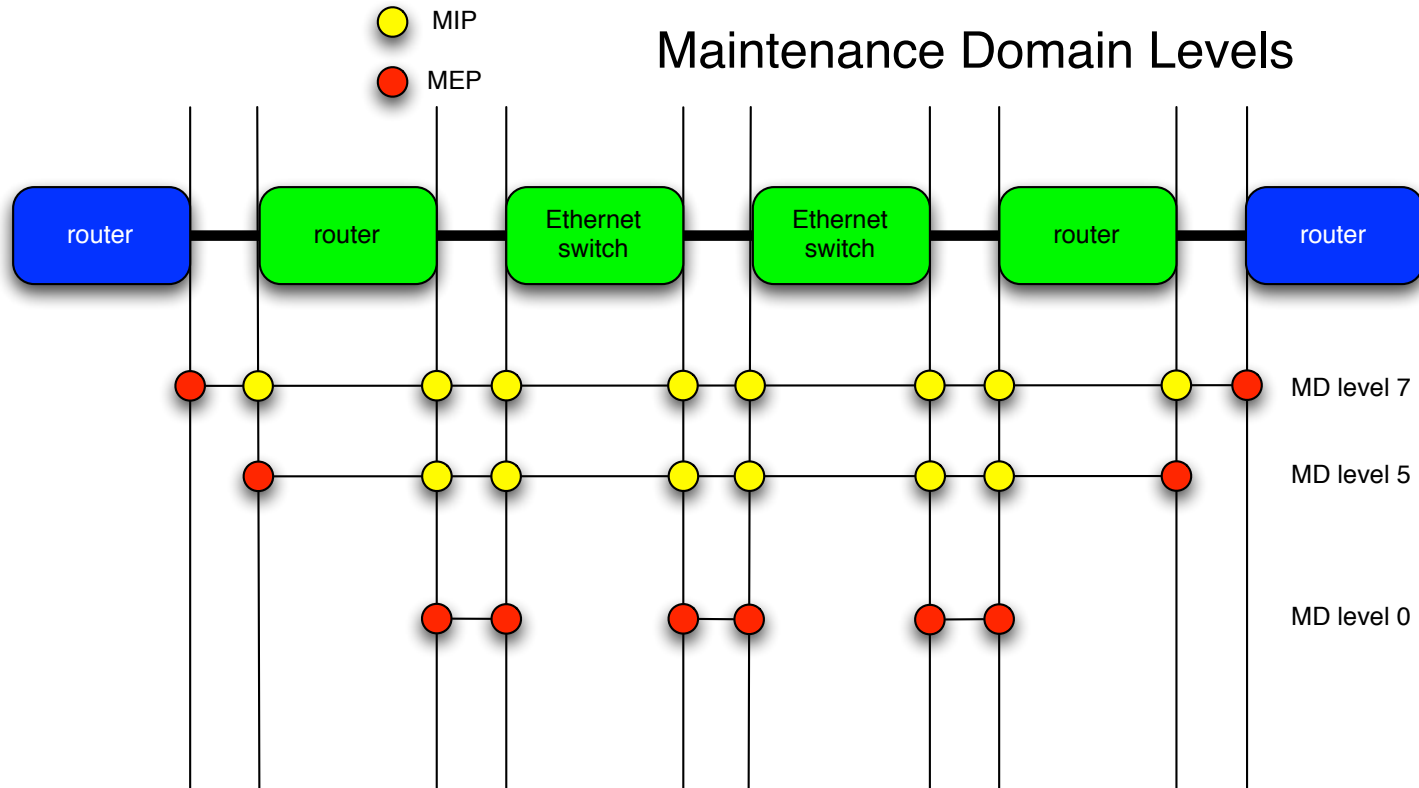 MIP
Maintenance Domain Levels
MEP
router
router
Ethernet
switch
Ethernet
switch
router
router
MD level 7
MD level 5
MD level 0